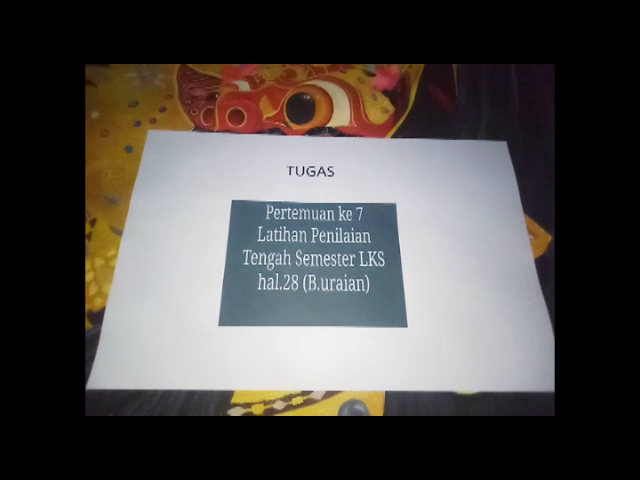 TUGAS
Pertemuan ke 7
Latihan Penilaian
Tengah Semester LKS
hal.28 (B.uraian)